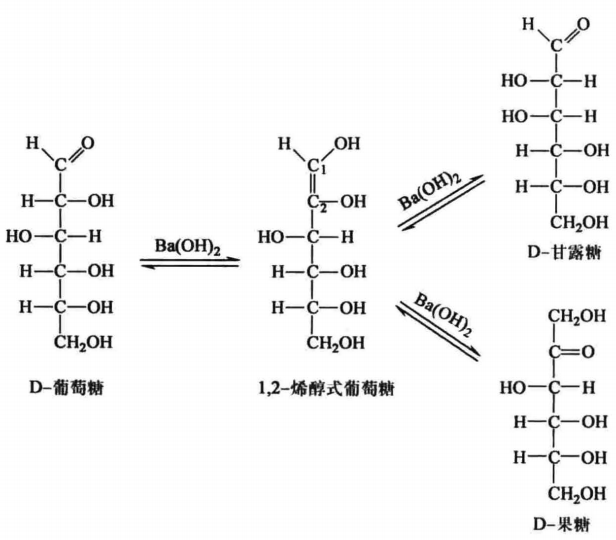 H O
C
H—C—OH
HO—C—H
H—C—OH
H—C—OH
CH₂OH
D-葡萄糖
Ba(OH)₂
H OH
C₁
C₂—OH
HO—C—H
H—C—OH
H—C—OH
CH₂OH
1,2-烯醇式葡萄糖
Ba(OH)₂
H O
C
HO—C—H
HO—C—H
H—C—OH
H—C—OH
CH₂OH
D-甘露糖
Ba(OH)₂
CH₂OH
C=O
HO—C—H
H—C—OH
H—C—OH
CH₂OH
D-果糖